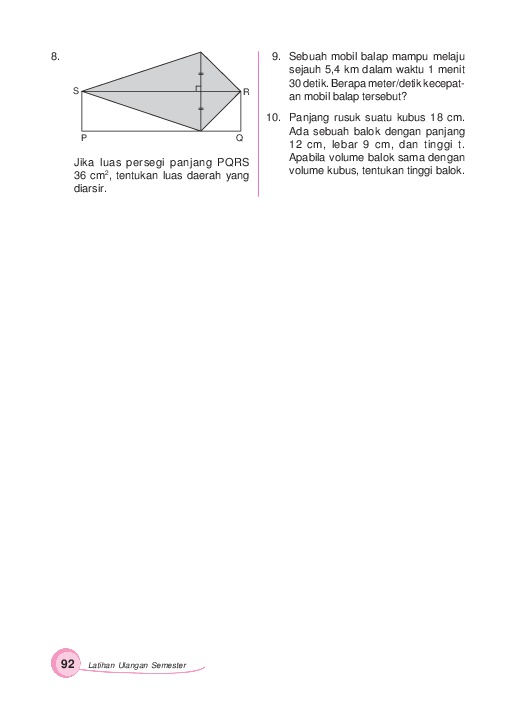 8.
S
R
P
Q
Jika luas persegi panjang PQRS
36 cm², tentukan luas daerah yang
diarsir.
9. Sebuah mobil balap mampu melaju
sejauh 5,4 km dalam waktu 1 menit
30 detik. Berapa meter/detik kecepat-
an mobil balap tersebut?
10. Panjang rusuk suatu kubus 18 cm.
Ada sebuah balok dengan panjang
12 cm, lebar 9 cm, dan tinggi t.
Apabila volume balok sama dengan
volume kubus, tentukan tinggi balok.
92 Latihan Ulangan Semester